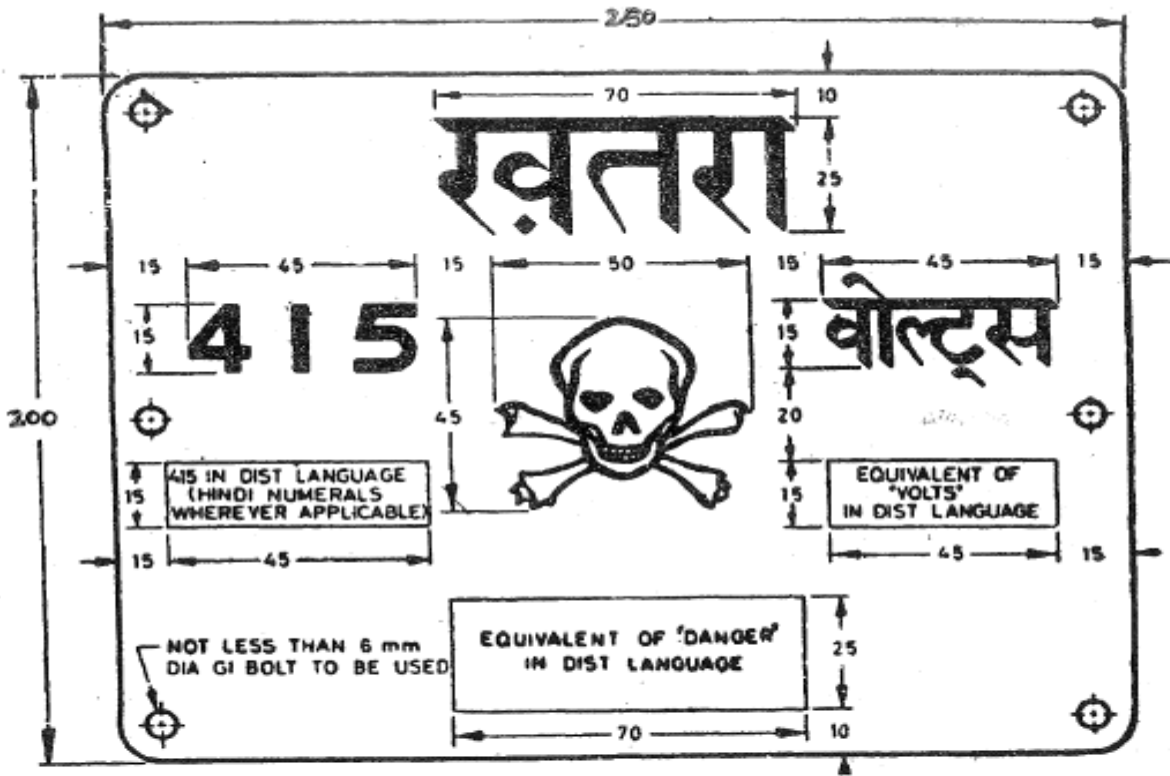 250
70 10
ख़तरा
25
15 45 15 50 15 45 15
15 415 15 वोल्ट्स
200 45 20
15 415 IN DIST LANGUAGE
(HINDI NUMERALS
WHEREVER APPLICABLE)
15 EQUIVALENT OF
"VOLTS"
IN DIST LANGUAGE
15 45 45 15
NOT LESS THAN 6 mm
DIA GI BOLT TO BE USED
EQUIVALENT OF "DANGER"
IN DIST LANGUAGE
25
70 10